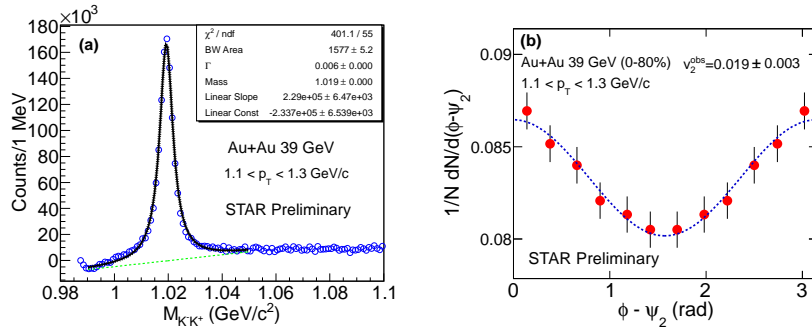 ×10³
180
160
140
120
100
80
60
40
20
0
Counts/1 MeV
(a)
χ² / ndf 401.1 / 55
BW Area 1577 ± 5.2
Γ 0.006 ± 0.000
Mass 1.019 ± 0.000
Linear Slope 2.29e+05 ± 6.47e+03
Linear Const -2.337e+05 ± 6.539e+03
Au+Au 39 GeV
1.1 < p_T < 1.3 GeV/c
STAR Preliminary
0.98 1 1.02 1.04 1.06 1.08 1.1
M_K⁻K⁺ (GeV/c²)
(b)
0.09
0.085
0.08
1/N dN/d(ϕ-ψ₂)
Au+Au 39 GeV (0-80%) v₂^obs=0.019 ± 0.003
1.1 < p_T < 1.3 GeV/c
STAR Preliminary
0 1 2 3
ϕ - ψ₂ (rad)